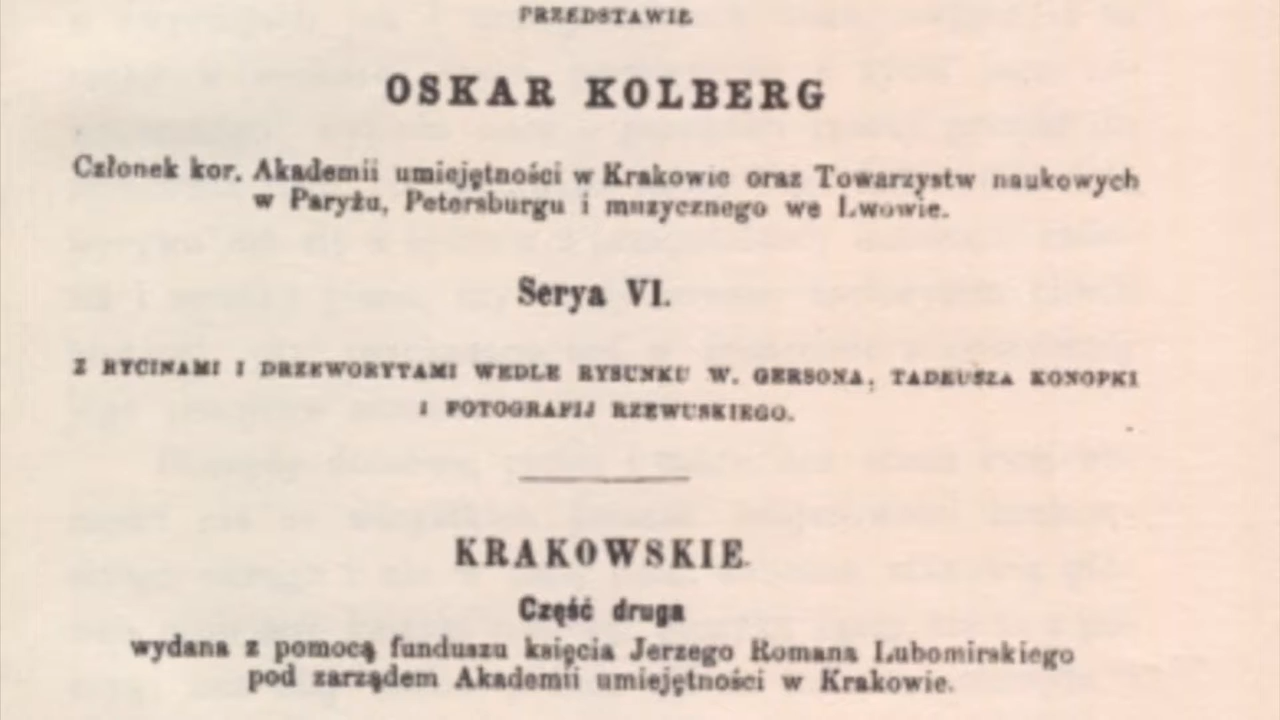 PRZEDSTAWIŁ
OSKAR KOLBERG
Członek kor. Akademii umiejętności w Krakowie oraz Towarzystw naukowych
w Paryżu, Petersburgu i muzycznego we Lwowie.
Serya VI.
Z RYCINAMI I DRZEWORYTAMI WEDLE RYSUNKU W. GERSONA, TADEUSZA KONOPKI
I FOTOGRAFIJ RZEWUSKIEGO.
KRAKOWSKIE.
Część druga
wydana z pomocą funduszu księcia Jerzego Romana Lubomirskiego
pod zarządem Akademii umiejętności w Krakowie.